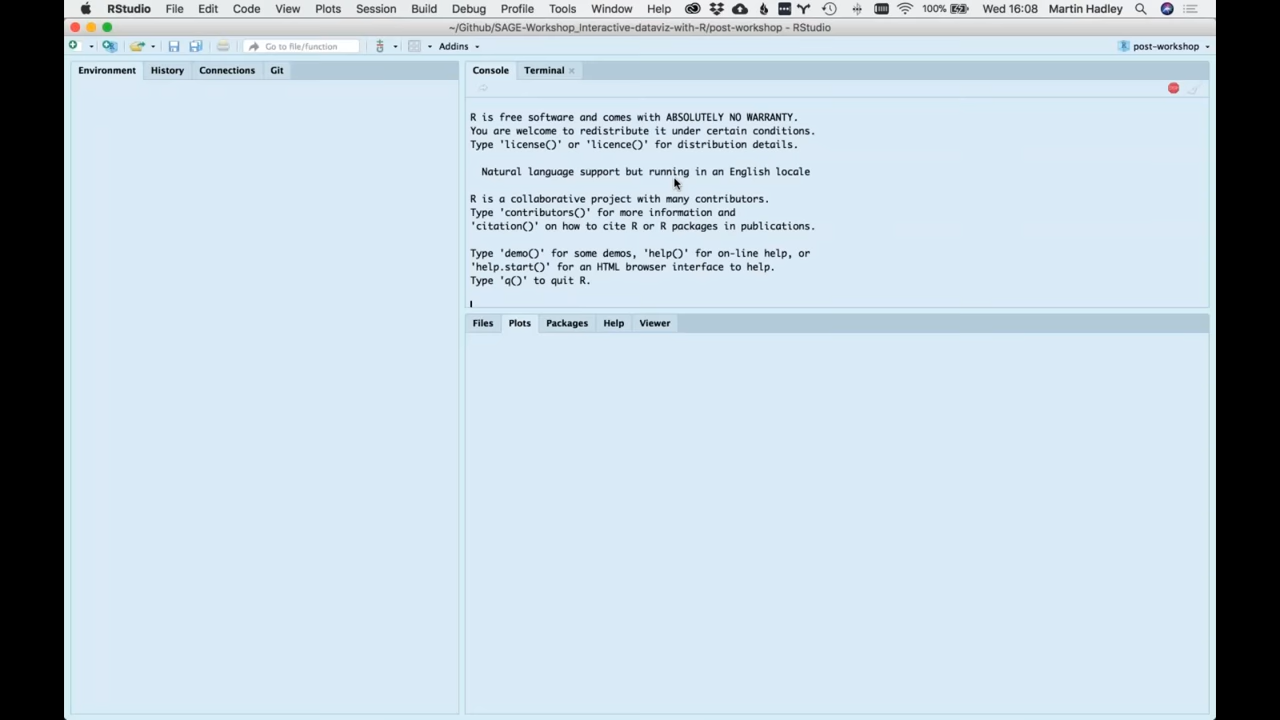 RStudio File Edit Code View Plots Session Build Debug Profile Tools Window Help 100% Wed 16:08 Martin Hadley
~/Github/SAGE-Workshop_Interactive-dataviz-with-R/post-workshop - RStudio
Go to file/function Addins post-workshop
Environment History Connections Git
Console Terminal
R is free software and comes with ABSOLUTELY NO WARRANTY.
You are welcome to redistribute it under certain conditions.
Type 'license()' or 'licence()' for distribution details.
Natural language support but running in an English locale
R is a collaborative project with many contributors.
Type 'contributors()' for more information and
'citation()' on how to cite R or R packages in publications.
Type 'demo()' for some demos, 'help()' for on-line help, or
'help.start()' for an HTML browser interface to help.
Type 'q()' to quit R.
Files Plots Packages Help Viewer